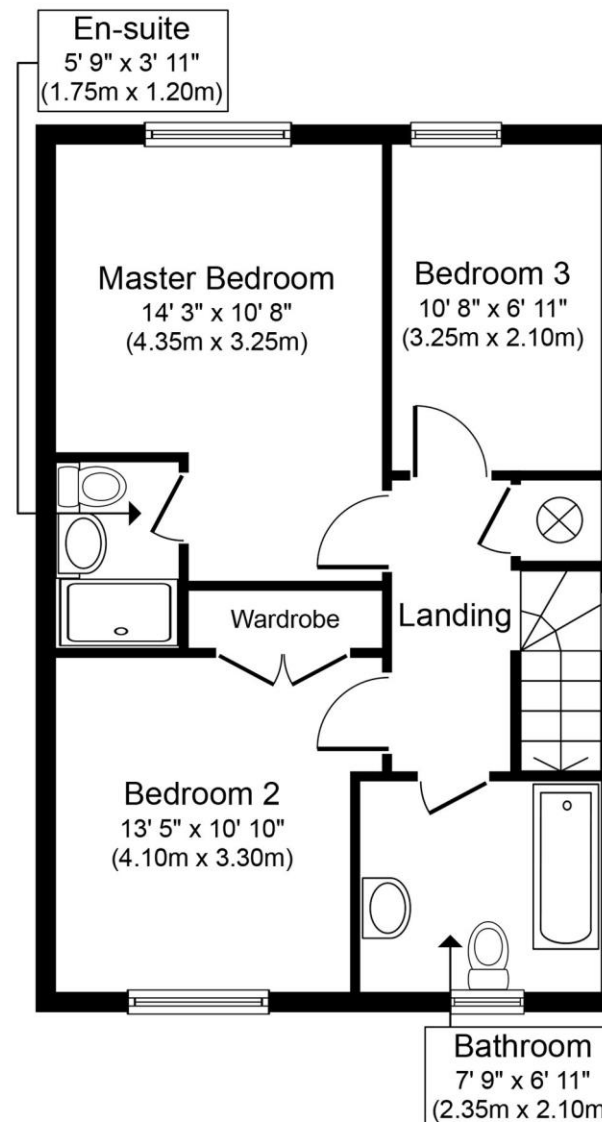 En-suite
5' 9" x 3' 11"
(1.75m x 1.20m)
Master Bedroom
14' 3" x 10' 8"
(4.35m x 3.25m)
Bedroom 3
10' 8" x 6' 11"
(3.25m x 2.10m)
Wardrobe
Landing
Bedroom 2
13' 5" x 10' 10"
(4.10m x 3.30m)
Bathroom
7' 9" x 6' 11"
(2.35m x 2.10m